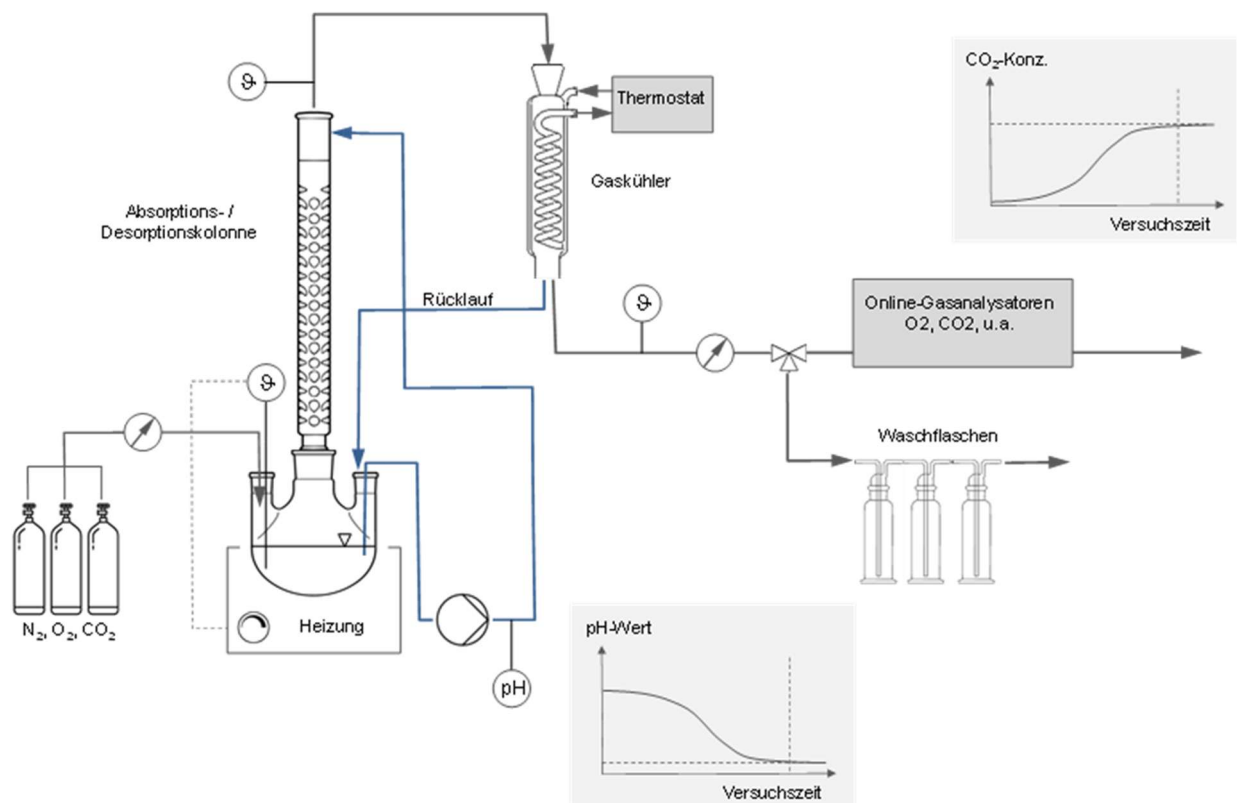 ϑ
Thermostat
Gaskühler
Absorptions- /
Desorptionskolonne
CO₂-Konz.
Versuchszeit
Rücklauf
ϑ
Online-Gasanalysatoren
O2, CO2, u.a.
ϑ
Waschflaschen
N₂, O₂, CO₂
Heizung
pH
pH-Wert
Versuchszeit